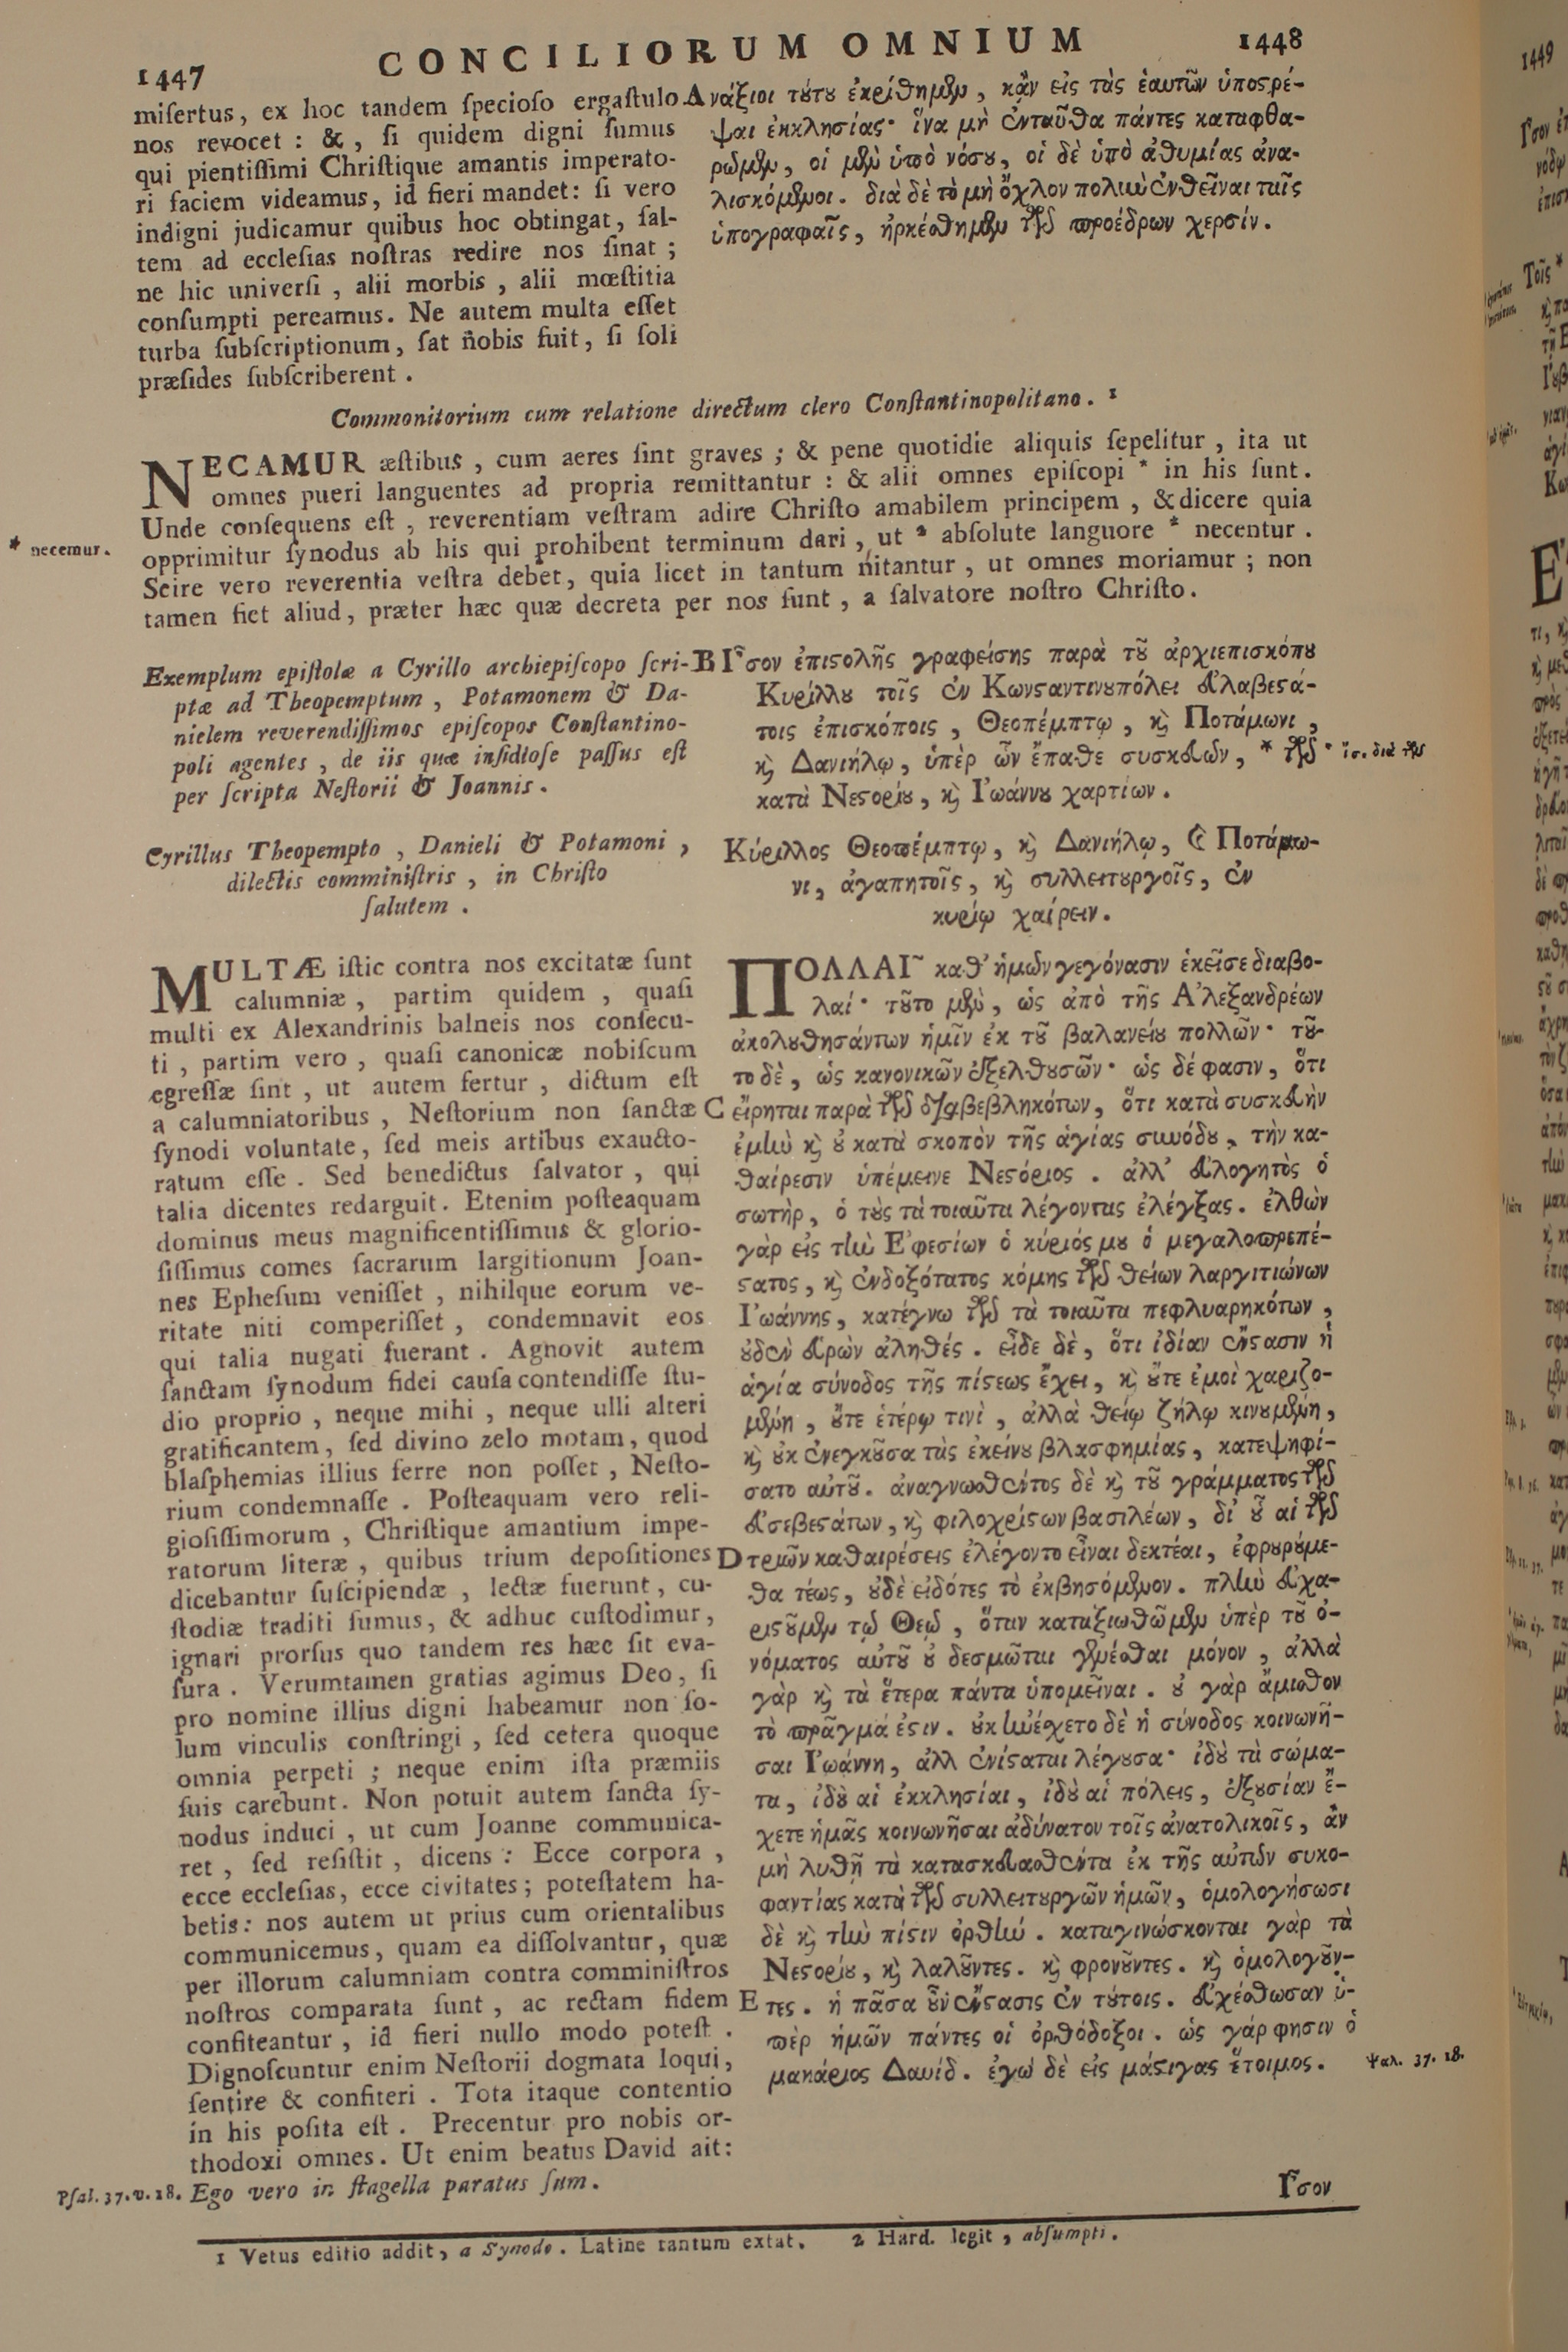 1447
CONCILIORUM OMNIUM
1448
miſertus, ex hoc tandem ſpecioſo ergaſtulo
nos revocet : &, ſi quidem digni ſumus
qui pientiſſimi Chriſtique amantis imperato-
ri faciem videamus, id fieri mandet: ſi vero
indigni judicamur quibus hoc obtingat, ſal-
tem ad eccleſias noſtras redire nos ſinat ;
ne hic univerſi , alii morbis , alii mœſtitia
conſumpti pereamus. Ne autem multa eſſet
turba ſubſcriptionum, ſat nobis fuit, ſi ſoli
præſides ſubſcriberent .
A νάξιοι τύτυ ἐκρίθημεν , κἂν εἰς τὰς ἑαυτῶν ὑποςρέ-
ψαι ἐκκλησίας· ἵνα μὴ ἐνταῦθα πάντες καταφθα-
ρῶμεν, οἱ μὲν ὑπὸ νόσου, οἱ δὲ ὑπὸ ἀθυμίας ἀνα-
λισκόμενοι. διὰ δὲ τὸ μὴ ὄχλον πολὺν ἐνθεῖναι ταῖς
ὑπογραφαῖς, ἠρκέσθημεν τῶν προέδρων χερσίν.
Commonitorium cum relatione directum clero Conſtantinopolitano. 1
NECAMUR æſtibus , cum aeres ſint graves ; & pene quotidie aliquis ſepelitur , ita ut
omnes pueri languentes ad propria remittantur : & alii omnes epiſcopi * in his ſunt.
Unde conſequens eſt , reverentiam veſtram adire Chriſto amabilem principem , & dicere quia
opprimitur ſynodus ab his qui prohibent terminum dari , ut 2 abſolute languore * necentur .
Scire vero reverentia veſtra debet, quia licet in tantum nitantur , ut omnes moriamur ; non
tamen fiet aliud, præter hæc quæ decreta per nos ſunt , a ſalvatore noſtro Chriſto.
* necemur.
Exemplum epiſtolæ a Cyrillo archiepiſcopo ſcri-
ptæ ad Theopemptum , Potamonem & Da-
nielem reverendiſſimos epiſcopos Conſtantino-
poli agentes , de iis quæ inſidioſe paſſus eſt
per ſcripta Neſtorii & Joannis.
B Ἴσον ἐπιςολῆς γραφείσης παρὰ τοῦ ἀρχιεπισκόπου
Κυρίλλου τοῖς ἐν Κωνςαντινουπόλει εὐλαβεςά-
τοις ἐπισκόποις , Θεοπέμπτῳ , καὶ Ποτάμωνι ,
καὶ Δανιήλῳ, ὑπὲρ ὧν ἔπαθε συσκευῶν, * τῶν
κατὰ Νεςορίου, καὶ Ἰωάννου χαρτίων.
* ἴσ. διὰ τῶν
Cyrillus Theopempto , Danieli & Potamoni ,
dilectis comminiſtris , in Chriſto
ſalutem .
Κύριλλος Θεοπέμπτῳ, καὶ Δανιήλῳ, καὶ Ποτάμω-
νι, ἀγαπητοῖς, καὶ συλλειτουργοῖς, ἐν
κυρίῳ χαίρειν.
MULTÆ iſtic contra nos excitatæ ſunt
calumniæ , partim quidem , quaſi
multi ex Alexandrinis balneis nos conſecu-
ti , partim vero , quaſi canonicæ nobiſcum
egreſſæ ſint , ut autem fertur , dictum eſt
a calumniatoribus , Neſtorium non ſanctæ
ſynodi voluntate, ſed meis artibus exaucto-
ratum eſſe . Sed benedictus ſalvator , qui
talia dicentes redarguit. Etenim poſteaquam
dominus meus magnificentiſſimus & glorio-
ſiſſimus comes ſacrarum largitionum Joan-
nes Epheſum veniſſet , nihilque eorum ve-
ritate niti comperiſſet , condemnavit eos
qui talia nugati fuerant . Agnovit autem
ſanctam ſynodum fidei cauſa contendiſſe ſtu-
dio proprio , neque mihi , neque ulli alteri
gratificantem, ſed divino zelo motam, quod
blaſphemias illius ferre non poſſet , Neſto-
rium condemnaſſe . Poſteaquam vero reli-
gioſiſſimorum , Chriſtique amantium impe-
ratorum literæ , quibus trium depoſitiones
dicebantur ſuſcipiendæ , lectæ fuerunt , cu-
ſtodiæ traditi ſumus, & adhuc cuſtodimur,
ignari prorſus quo tandem res hæc ſit eva-
ſura . Verumtamen gratias agimus Deo, ſi
pro nomine illius digni habeamur non ſo-
lum vinculis conſtringi , ſed cetera quoque
omnia perpeti ; neque enim iſta præmiis
ſuis carebunt. Non potuit autem ſancta ſy-
nodus induci , ut cum Joanne communica-
ret , ſed reſiſtit , dicens : Ecce corpora ,
ecce eccleſias, ecce civitates ; poteſtatem ha-
betis: nos autem ut prius cum orientalibus
communicemus, quam ea diſſolvantur, quæ
per illorum calumniam contra comminiſtros
noſtros comparata ſunt , ac rectam fidem
confiteantur , id fieri nullo modo poteſt .
Dignoſcuntur enim Neſtorii dogmata loqui,
ſentire & confiteri . Tota itaque contentio
in his poſita eſt . Precentur pro nobis or-
thodoxi omnes. Ut enim beatus David ait:
Ego vero in flagella paratus ſum.
Pſal. 37. v. 18.
ΠΟΛΛΑΙ͂ καθ᾿ ἡμῶν γεγόνασιν ἐκεῖσε διαβο-
λαί· τοῦτο μὲν, ὡς ἀπὸ τῆς Ἀλεξανδρέων
ἀκολουθησάντων ἡμῖν ἐκ τοῦ βαλανείου πολλῶν· τοῦ-
το δὲ, ὡς κανονικῶν ἐξελθουσῶν· ὡς δέ φασιν, ὅτι
C εἴρηται παρὰ τῶν διαβεβληκότων, ὅτι κατὰ συσκευὴν
ἐμὴν καὶ οὐ κατὰ σκοπὸν τῆς ἁγίας συνόδου, τὴν κα-
θαίρεσιν ὑπέμεινε Νεςόριος . ἀλλ᾿ εὐλογητὸς ὁ
σωτὴρ, ὁ τοὺς τὰ τοιαῦτα λέγοντας ἐλέγξας. ἐλθὼν
γὰρ εἰς τὴν Ἐφεσίων ὁ κύριός μου ὁ μεγαλοπρεπέ-
ςατος, καὶ ἐνδοξότατος κόμης τῶν θείων λαργιτιώνων
Ἰωάννης, κατέγνω τῶν τὰ τοιαῦτα πεφλυαρηκότων ,
οὐδὲν εὑρὼν ἀληθές . εἶδε δὲ, ὅτι ἰδίαν ἔνςασιν ἡ
ἁγία σύνοδος τῆς πίςεως ἔχει, καὶ οὔτε ἐμοὶ χαριζο-
μένη , οὔτε ἑτέρῳ τινὶ , ἀλλὰ θείῳ ζήλῳ κινουμένη,
καὶ οὐκ ἐνεγκοῦσα τὰς ἐκείνου βλασφημίας, κατεψηφί-
σατο αὐτοῦ. ἀναγνωσθέντος δὲ καὶ τοῦ γράμματος τῶν
εὐσεβεςάτων, καὶ φιλοχρίςων βασιλέων, δι᾿ οὗ αἱ τῶν
D τριῶν καθαιρέσεις ἐλέγοντο εἶναι δεκτέαι, ἐφρουρούμε-
θα τέως, οὐδὲ εἰδότες τὸ ἐκβησόμενον. πλὴν εὐχα-
ριςοῦμεν τῷ Θεῷ , ὅταν καταξιωθῶμεν ὑπὲρ τοῦ ὀ-
νόματος αὐτοῦ οὐ δεσμῶται γενέσθαι μόνον , ἀλλὰ
γὰρ καὶ τὰ ἕτερα πάντα ὑπομεῖναι. οὐ γὰρ ἄμισθον
τὸ πρᾶγμά ἐςιν. οὐκ ἠνέσχετο δὲ ἡ σύνοδος κοινωνῆ-
σαι Ἰωάννῃ, ἀλλ ἐνίςαται λέγουσα· ἰδοὺ τὰ σώμα-
τα, ἰδοὺ αἱ ἐκκλησίαι, ἰδοὺ αἱ πόλεις, ἐξουσίαν ἔ-
χετε ἡμᾶς κοινωνῆσαι ἀδύνατον τοῖς ἀνατολικοῖς, ἂν
μὴ λυθῇ τὰ κατασκευασθέντα ἐκ τῆς αὐτῶν συκο-
φαντίας κατὰ τῶν συλλειτουργῶν ἡμῶν, ὁμολογήσωσι
δὲ καὶ τὴν πίςιν ὀρθήν . καταγινώσκονται γὰρ τὰ
Νεςορίου, καὶ λαλοῦντες. καὶ φρονοῦντες. καὶ ὁμολογοῦν-
E τες. ἡ πᾶσα οὖν ἔνςασις ἐν τούτοις. εὐχέσθωσαν ὑ-
πὲρ ἡμῶν πάντες οἱ ὀρθόδοξοι. ὡς γάρ φησιν ὁ
μακάριος Δαυίδ. ἐγὼ δὲ εἰς μάςιγας ἕτοιμος.
Ψαλ. 37. 18.
Ἴσον
1 Vetus editio addit, a Synodo. Latine tantum extat.
2 Hard. legit , abſumpti.